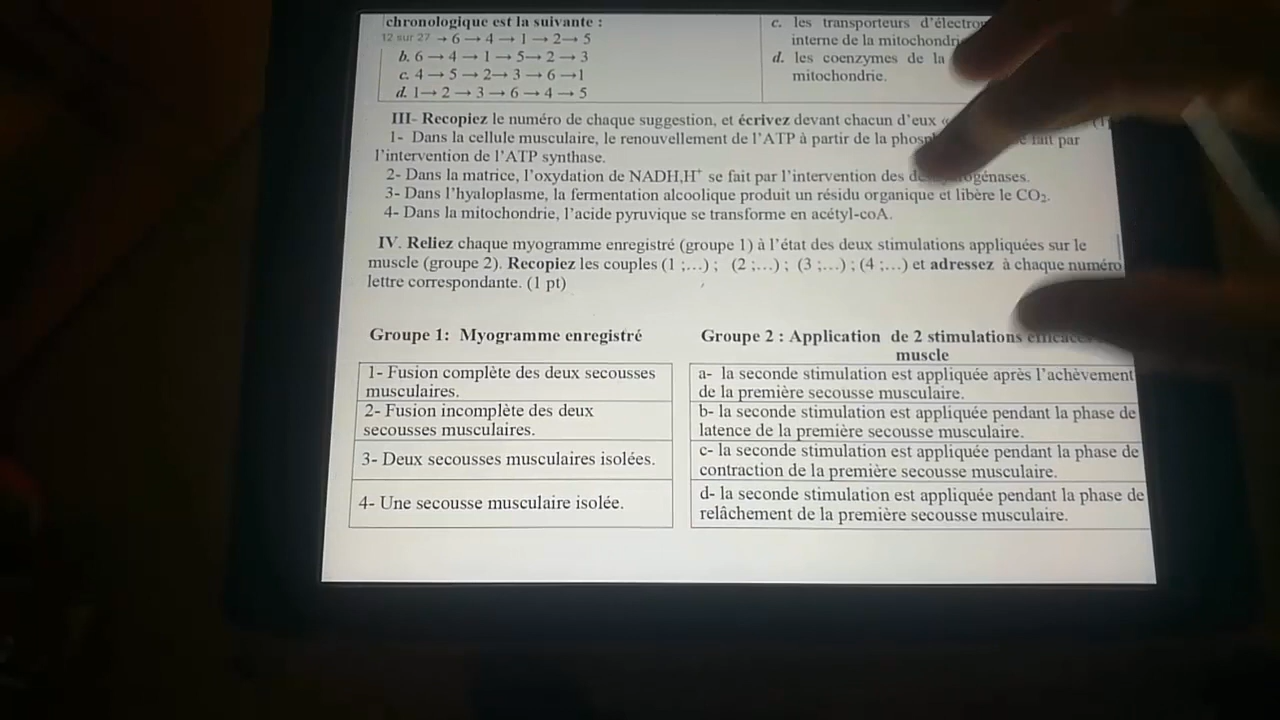 chronologique est la suivante :
12 sur 27 → 6 → 4 → 1 → 2 → 5
b. 6 → 4 → 1 → 5 → 2 → 3
c. 4 → 5 → 2 → 3 → 6 → 1
d. 1 → 2 → 3 → 6 → 4 → 5
c. les transporteurs
interne de la
d. les coenzymes de la
mitochondrie.
III- Recopiez le numéro de chaque suggestion, et écrivez devant chacun d'eux
1- Dans la cellule musculaire, le renouvellement de l'ATP à partir de la fait par
l'intervention de l'ATP synthase.
2- Dans la matrice, l'oxydation de NADH,H⁺ se fait par l'intervention des
3- Dans l'hyaloplasme, la fermentation alcoolique produit un résidu organique et libère le CO₂.
4- Dans la mitochondrie, l'acide pyruvique se transforme en acétyl-coA.
IV. Reliez chaque myogramme enregistré (groupe 1) à l'état des deux stimulations appliquées sur le
muscle (groupe 2). Recopiez les couples (1 ;...) ; (2 ;...) ; (3 ;...) ; (4 ;...) et adressez à chaque numéro
lettre correspondante. (1 pt)
Groupe 1: Myogramme enregistré
1- Fusion complète des deux secousses
musculaires.
2- Fusion incomplète des deux
secousses musculaires.
3- Deux secousses musculaires isolées.
4- Une secousse musculaire isolée.
Groupe 2 : Application de 2 stimulations
muscle
a- la seconde stimulation est appliquée après l'achèvement
de la première secousse musculaire.
b- la seconde stimulation est appliquée pendant la phase de
latence de la première secousse musculaire.
c- la seconde stimulation est appliquée pendant la phase de
contraction de la première secousse musculaire.
d- la seconde stimulation est appliquée pendant la phase de
relâchement de la première secousse musculaire.